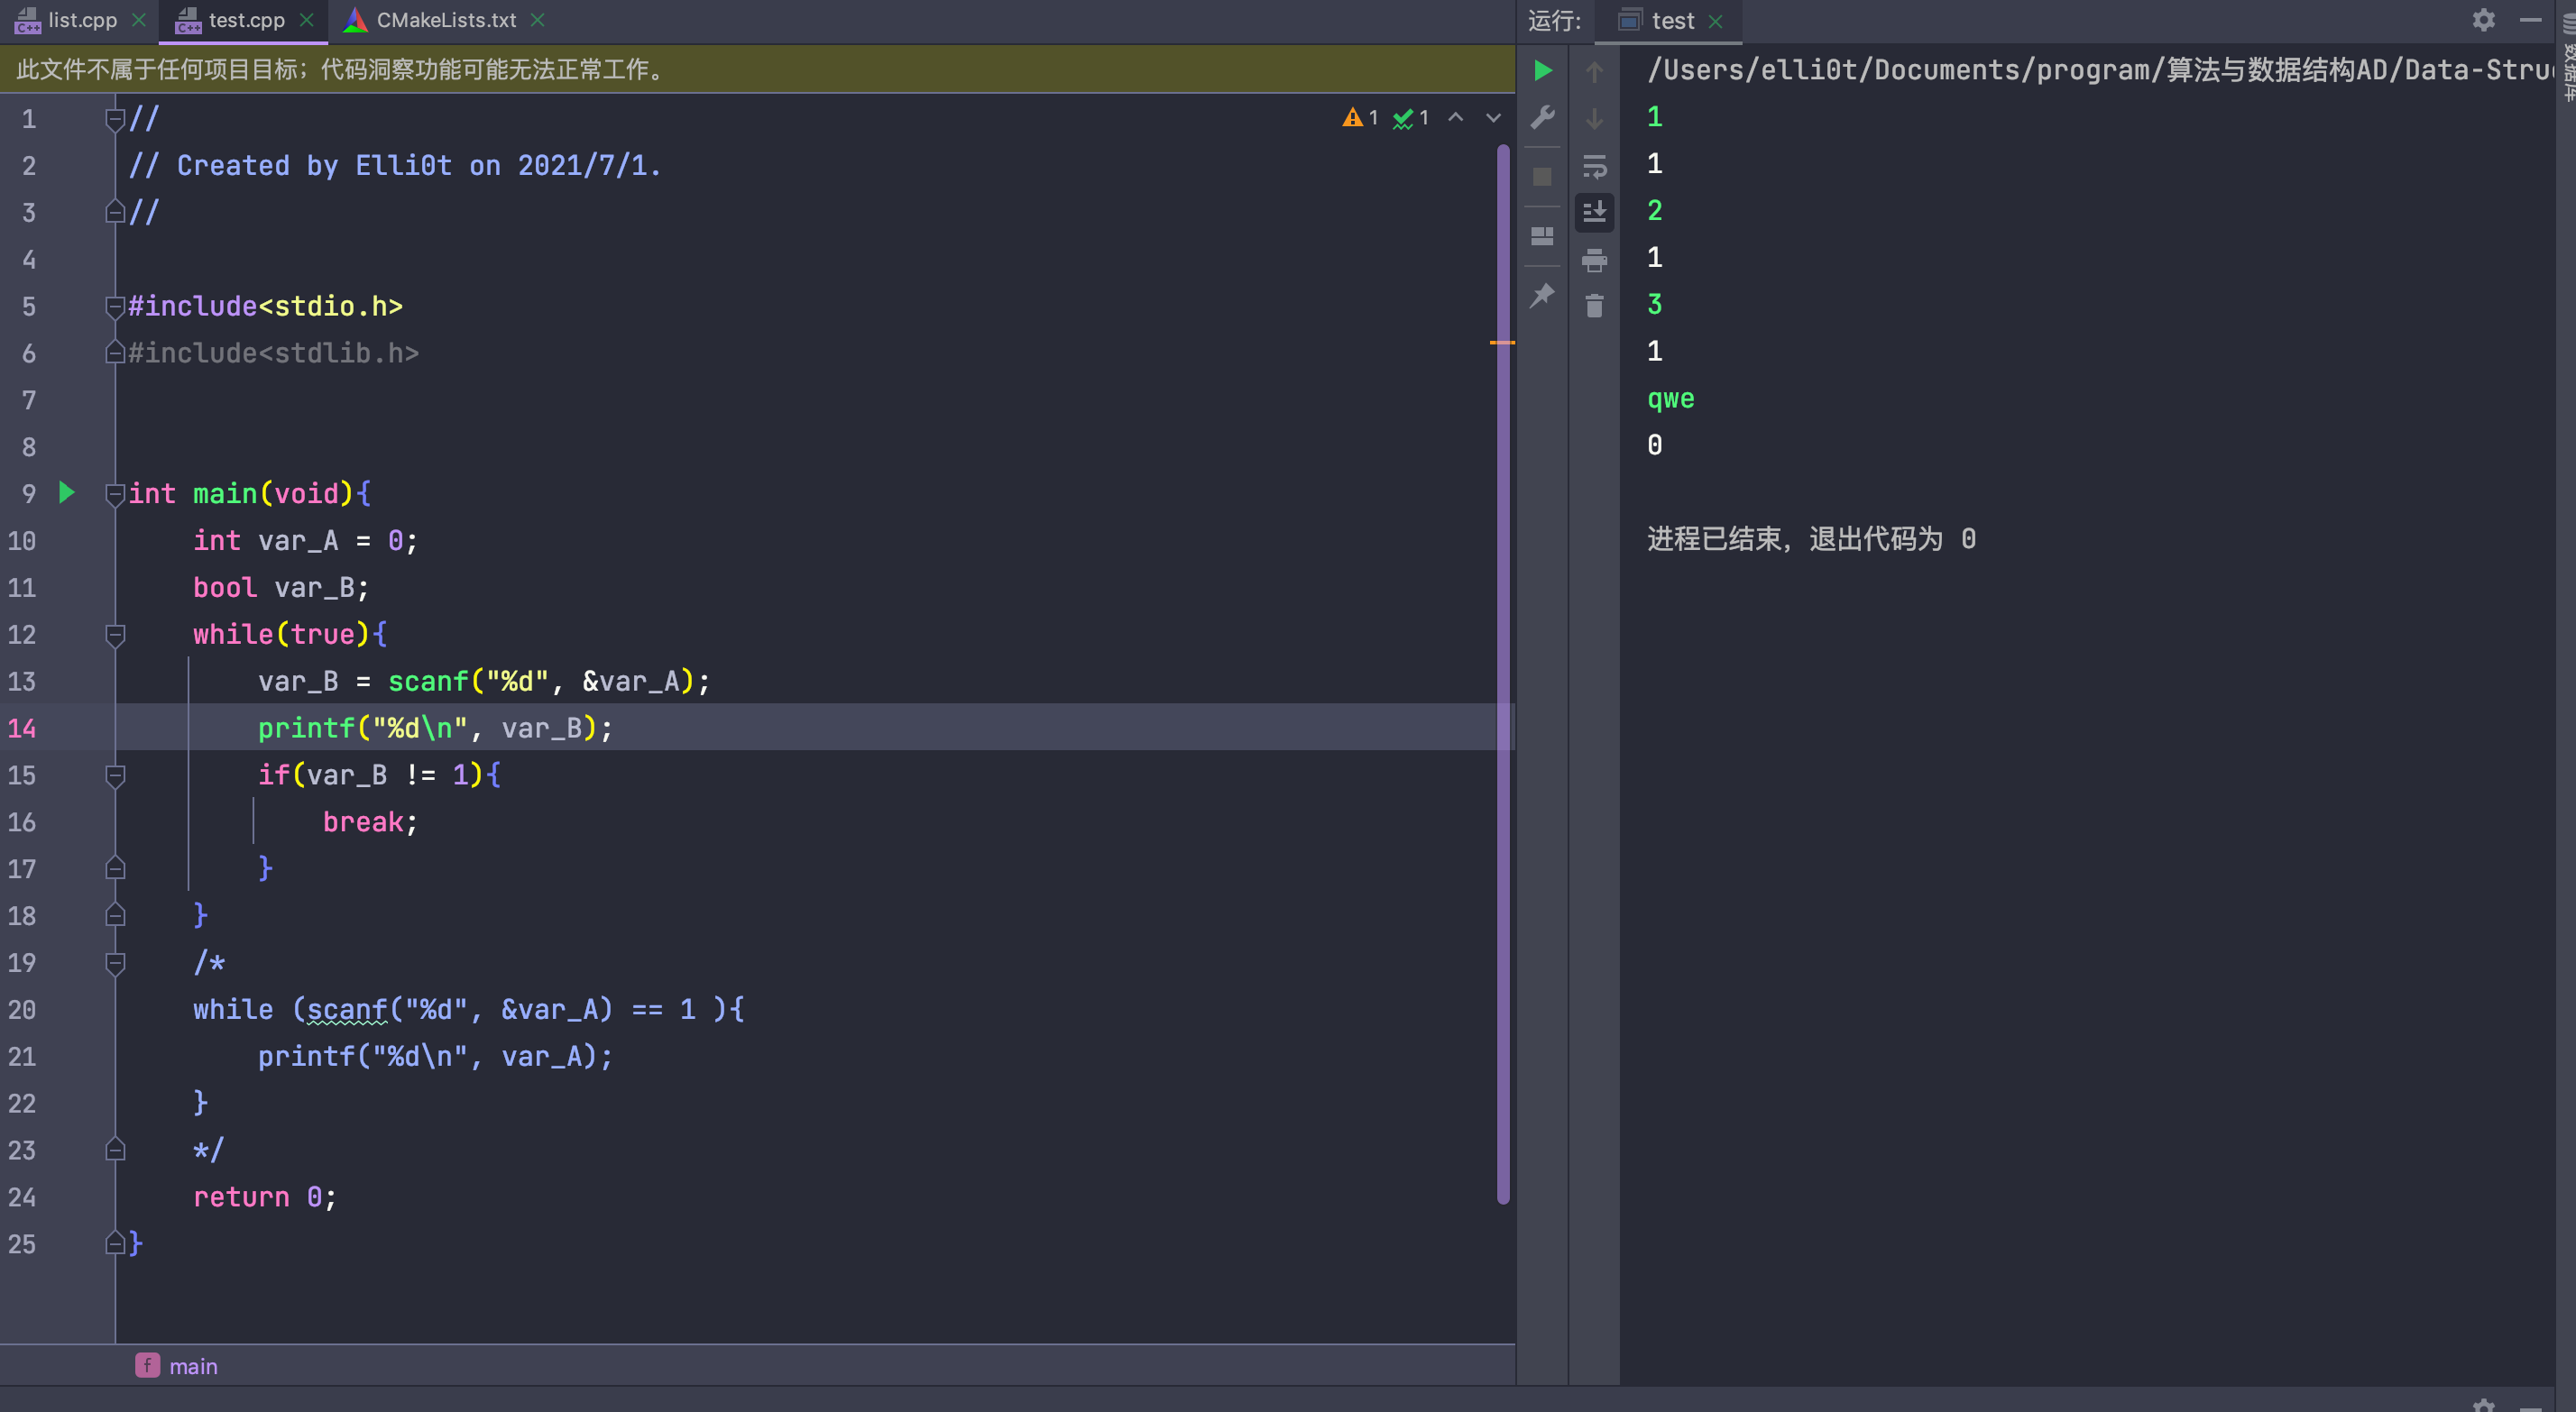 list.cpp test.cpp CMakeLists.txt
此文件不属于任何项目目标；代码洞察功能可能无法正常工作。
1 //
2 // Created by Elli0t on 2021/7/1.
3 //
4
5 #include<stdio.h>
6 #include<stdlib.h>
7
8
9 int main(void){
10     int var_A = 0;
11     bool var_B;
12     while(true){
13         var_B = scanf("%d", &var_A);
14         printf("%d\n", var_B);
15         if(var_B != 1){
16             break;
17         }
18     }
19     /*
20     while (scanf("%d", &var_A) == 1 ){
21         printf("%d\n", var_A);
22     }
23     */
24     return 0;
25 }
1 1
f main
运行: test
/Users/elli0t/Documents/program/算法与数据结构AD/Data-Stru
1
1
2
1
3
1
qwe
0
进程已结束，退出代码为 0
数据库